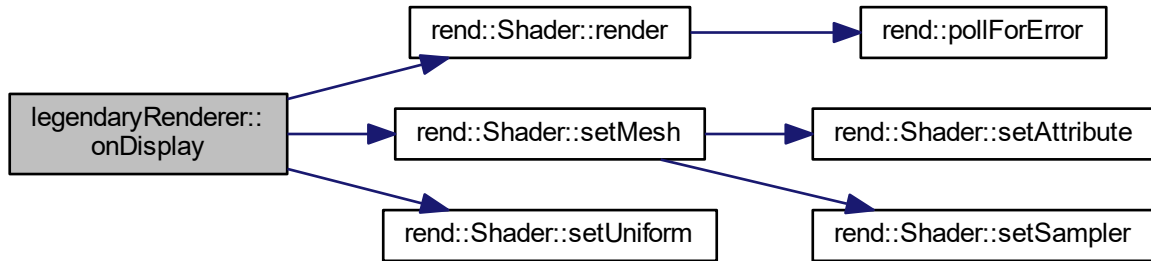 legendaryRenderer::
onDisplay
rend::Shader::render
rend::pollForError
rend::Shader::setMesh
rend::Shader::setAttribute
rend::Shader::setUniform
rend::Shader::setSampler